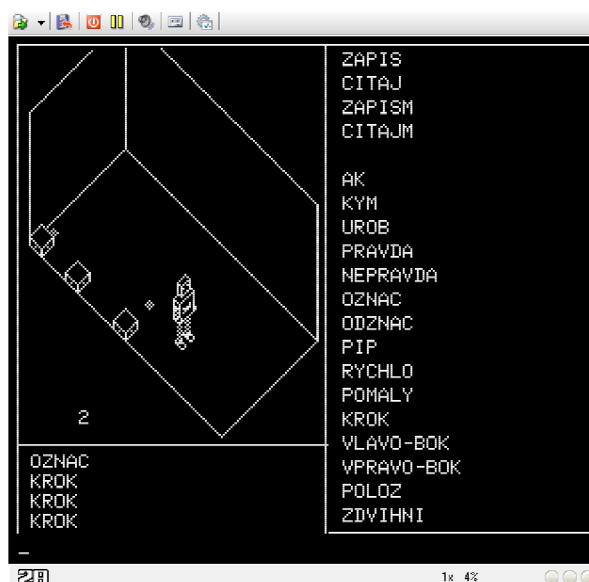 ZAPIS
CITAJ
ZAPISM
CITAJM
AK
KYM
UROB
PRAVDA
NEPRAVDA
OZNAC
ODZNAC
PIP
RYCHLO
POMALY
KROK
VLAVO-BOK
VPRAVO-BOK
POLOZ
ZDVIHNI
2
OZNAC
KROK
KROK
KROK
_
1x 4%